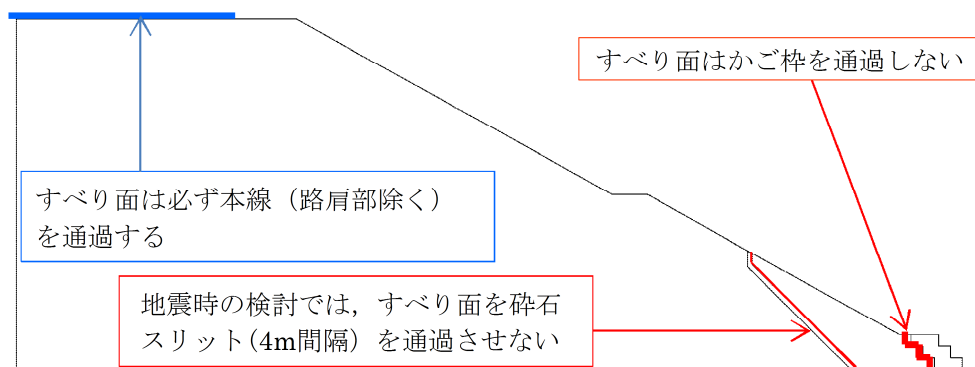 すべり面はかご枠を通過しない
すべり面は必ず本線（路肩部除く）
を通過する
地震時の検討では，すべり面を砕石
スリット(4m間隔）を通過させない